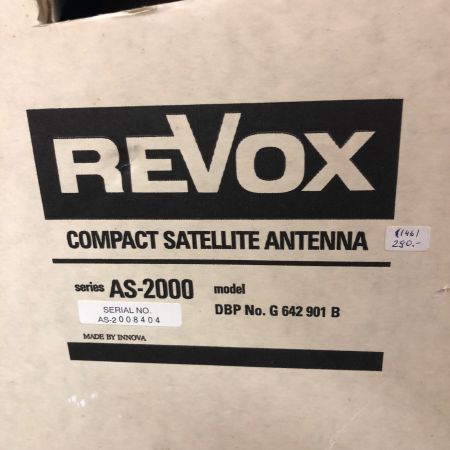 REVOX
COMPACT SATELLITE ANTENNA
290.-
series AS-2000 model
SERIAL NO.
AS-2008404
DBP No. G 642 901 B
MADE BY INNOVA